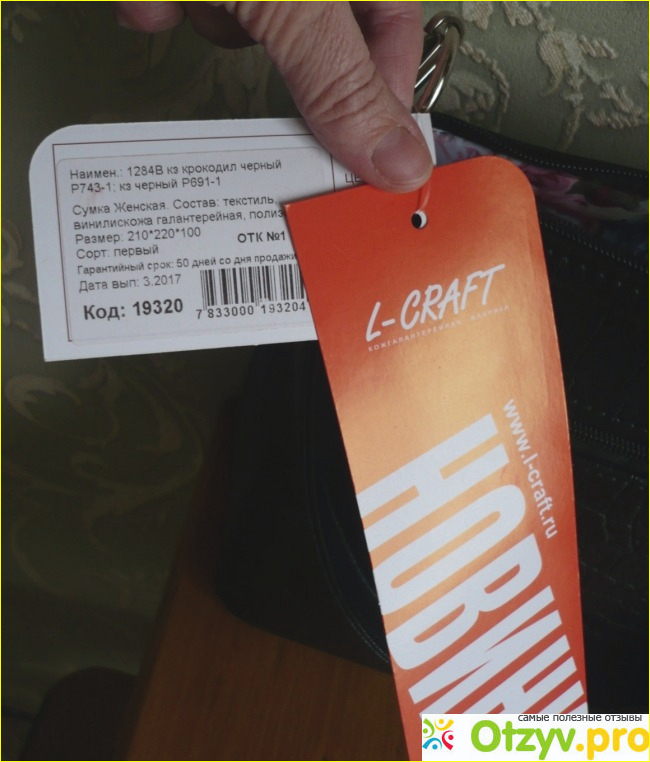 Наимен.: 1284В кз крокодил черный
Р743-1; кз черный Р691-1
Сумка Женская. Состав: текстиль,
винилискожа галантерейная,
Размер: 210*220*100
ОТК №1
Сорт: первый
Гарантийный срок: 50 дней со дня продажи
Дата вып: 3.2017
Код: 19320
7 833000 193204
L-CRAFT
КОЖГАЛАНТЕРЕЙНАЯ ФАБРИКА
www.l-craft.ru
самые полезные отзывы
Otzyv.pro